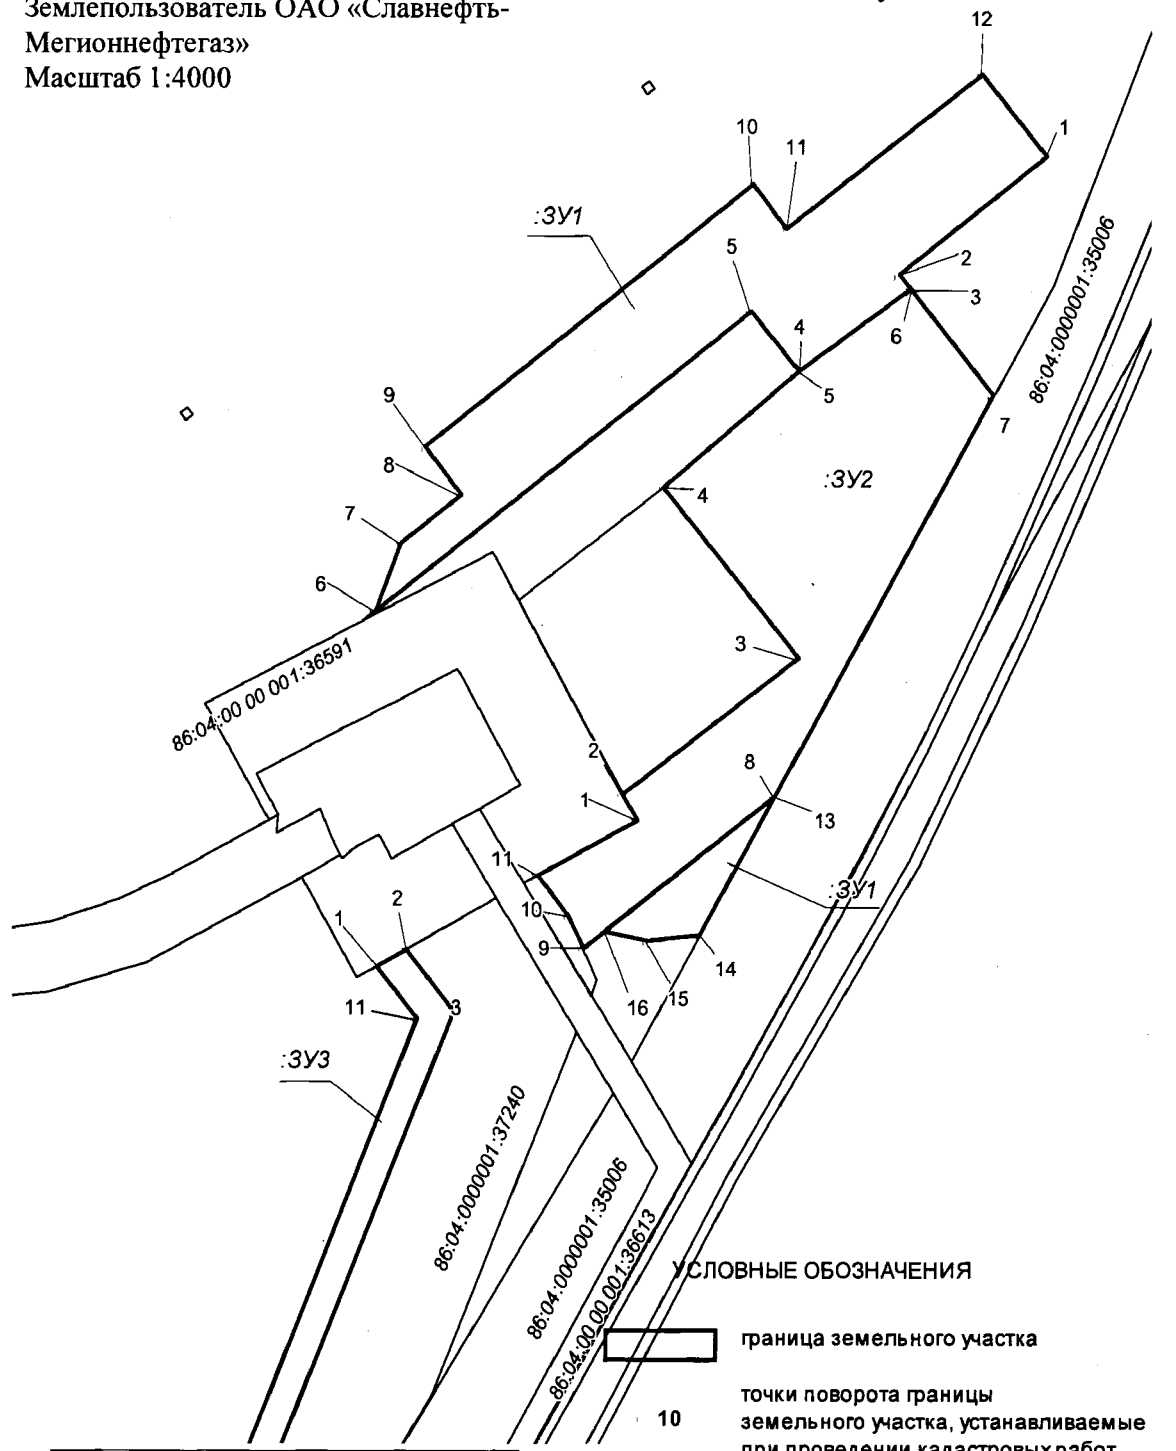 Землепользователь ОАО «Славнефть-
Мегионнефтегаз»
Масштаб 1:4000
12
1
10
11
:ЗУ1
5
2
3
4
6
5
9
7
8
:ЗУ2
4
7
6
3
86:04:0000001:35006
86:04:00 00 001:36591
2
1
8
13
11
:ЗУ1
2
10
1
9
14
15
16
11
3
:ЗУ3
86:04:0000001:37240
86:04:0000001:35006
86:04:00 00 001:36613
УСЛОВНЫЕ ОБОЗНАЧЕНИЯ
граница земельного участка
точки поворота границы
10
земельного участка, устанавливаемые
при проведении кадастровых работ